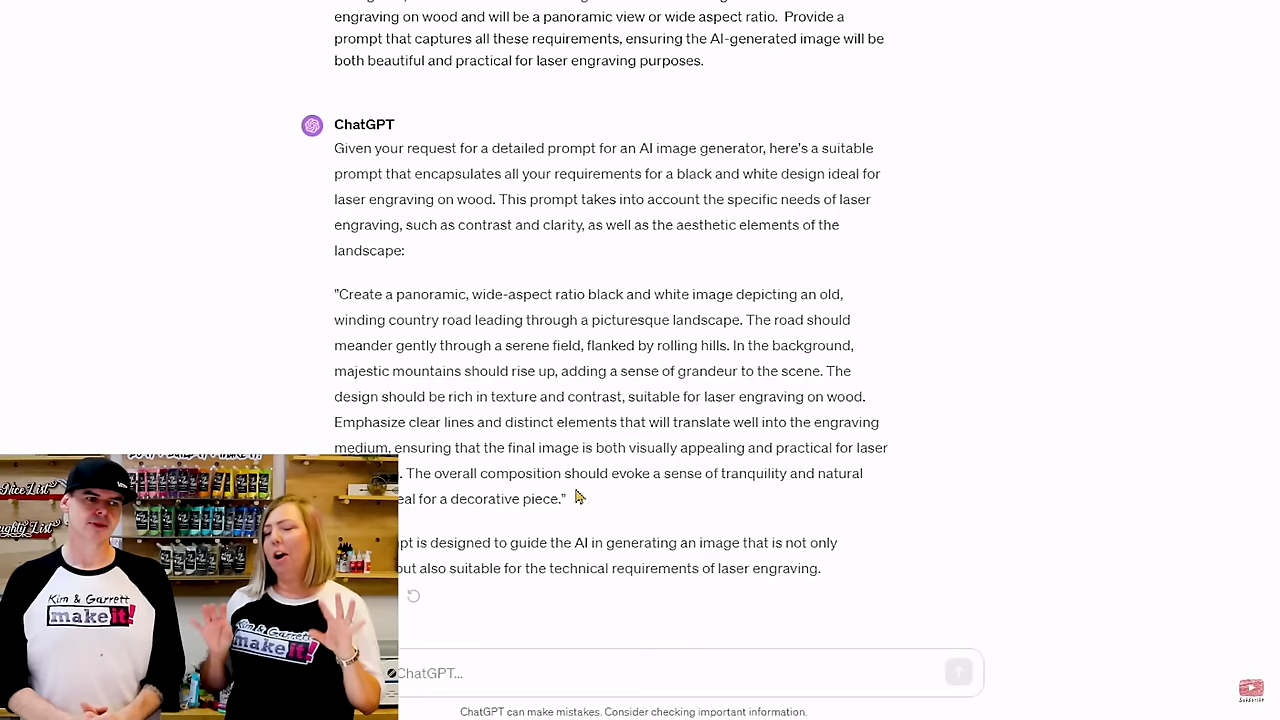 engraving on wood and will be a panoramic view or wide aspect ratio. Provide a
prompt that captures all these requirements, ensuring the AI-generated image will be
both beautiful and practical for laser engraving purposes.
ChatGPT
Given your request for a detailed prompt for an AI image generator, here's a suitable
prompt that encapsulates all your requirements for a black and white design ideal for
laser engraving on wood. This prompt takes into account the specific needs of laser
engraving, such as contrast and clarity, as well as the aesthetic elements of the
landscape:
"Create a panoramic, wide-aspect ratio black and white image depicting an old,
winding country road leading through a picturesque landscape. The road should
meander gently through a serene field, flanked by rolling hills. In the background,
majestic mountains should rise up, adding a sense of grandeur to the scene. The
design should be rich in texture and contrast, suitable for laser engraving on wood.
Emphasize clear lines and distinct elements that will translate well into the engraving
medium, ensuring that the final image is both visually appealing and practical for laser
. The overall composition should evoke a sense of tranquility and natural
eal for a decorative piece."
pt is designed to guide the AI in generating an image that is not only
but also suitable for the technical requirements of laser engraving.
ChatGPT...
ChatGPT can make mistakes. Consider checking important information.
Nice List
Naughty List
Kim & Garrett
make it!
Kim & Garrett
make it!
Subscribe